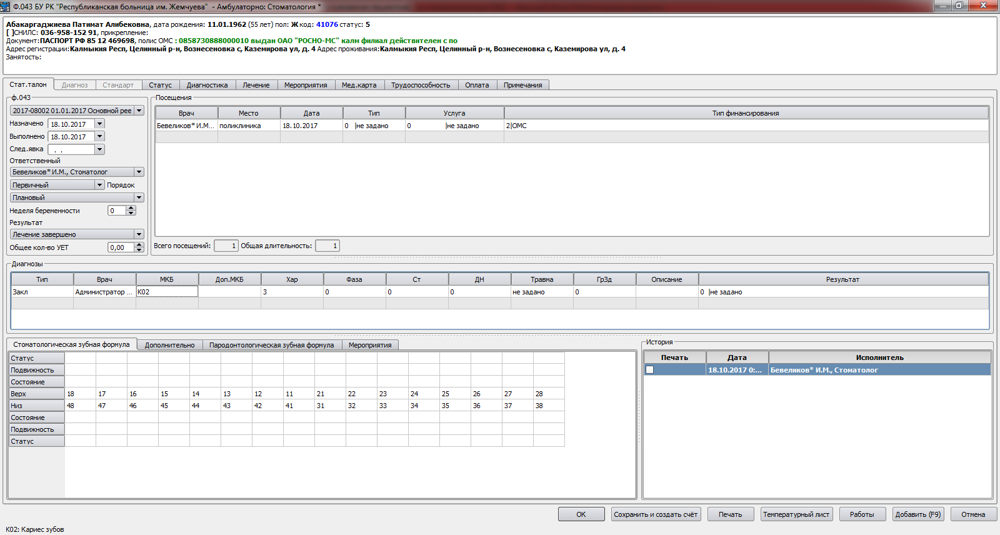 Ф.043 БУ РК "Республиканская больница им. Жемчуева" - Амбулаторно: Стоматология *
Абакаргаджиева Патимат Алибековна, дата рождения: 11.01.1962 (55 лет) пол: Ж код: 41076 статус: 5
[ ]СНИЛС: 036-958-152 91, прикрепление:
Документ:ПАСПОРТ РФ 85 12 469698, полис ОМС : 0858730888000010 выдан ОАО "РОСНО-МС" калм филиал действителен с по
Адрес регистрации:Калмыкия Респ, Целинный р-н, Вознесеновка с, Каземирова ул, д. 4 Адрес проживания:Калмыкия Респ, Целинный р-н, Вознесеновка с, Каземирова ул, д. 4
Занятость:
Стат.талон Диагноз Стандарт Статус Диагностика Лечение Мероприятия Мед.карта Трудоспособность Оплата Примечания
ф.043
2017-08002 01.01.2017 Основной рее
Назначено 18.10.2017
Выполнено 18.10.2017
След.явка . .
Ответственный
Бевеликов* И.М., Стоматолог
Первичный Порядок
Плановый
Неделя беременности 0
Результат
Лечение завершено
Общее кол-во УЕТ 0,00
Посещения
Врач Место Дата Тип Услуга Тип финансирования
Бевеликов* И.М... поликлиника 18.10.2017 0 |не задано 0 |не задано 2|ОМС
Всего посещений: 1 Общая длительность: 1
Диагнозы
Тип Врач МКБ Доп.МКБ Хар Фаза Ст ДН Травма ГрЗд Описание Результат
Закл Администратор ... K02 3 0 0 0 не задано 0 0 |не задано
Стоматологическая зубная формула Дополнительно Пародонтологическая зубная формула Мероприятия
Статус
Подвижность
Состояние
Верх 18 17 16 15 14 13 12 11 21 22 23 24 25 26 27 28
Низ 48 47 46 45 44 43 42 41 31 32 33 34 35 36 37 38
Состояние
Подвижность
Статус
История
Печать Дата Исполнитель
18.10.2017 0:... Бевеликов* И.М., Стоматолог
OK Сохранить и создать счёт Печать Температурный лист Работы Добавить (F9) Отмена
K02: Кариес зубов